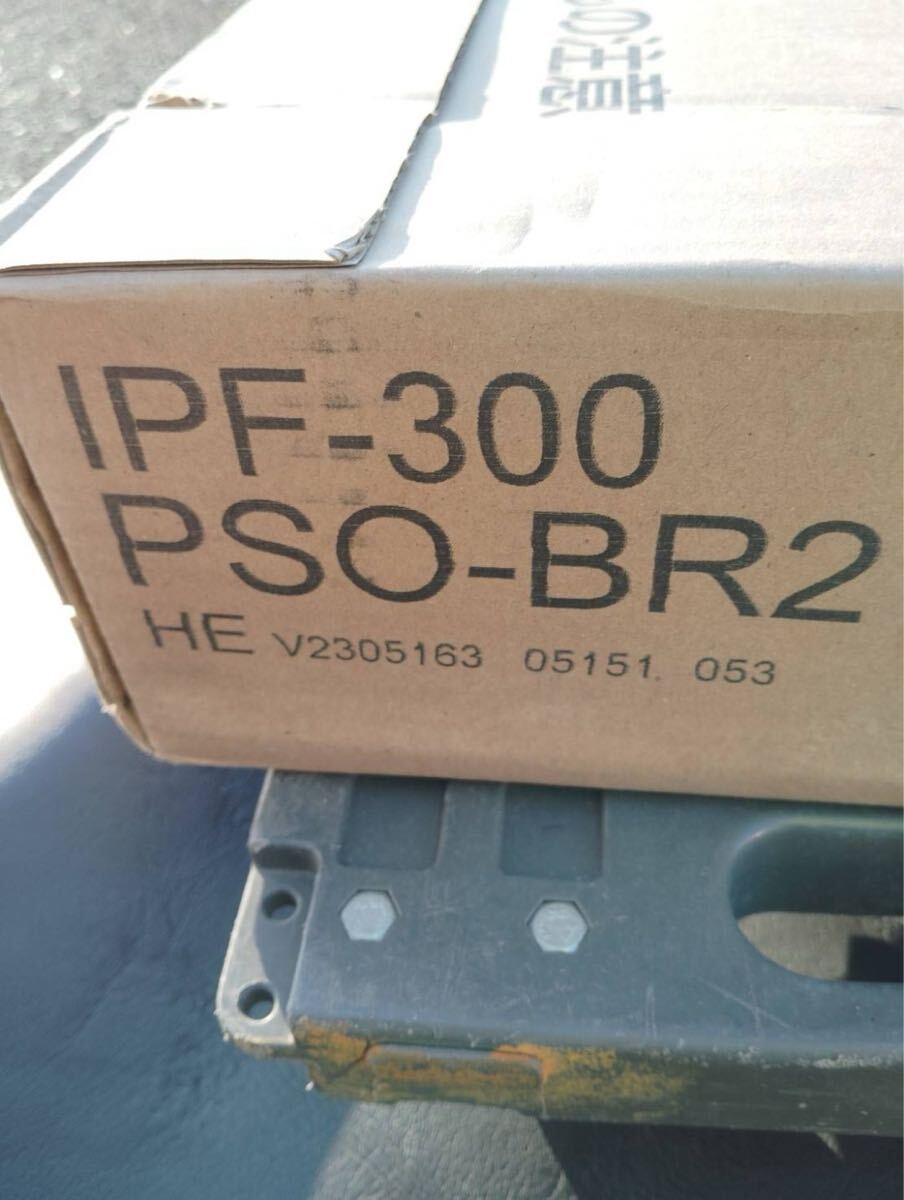 IPF-300
PSO-BR2
HE V2305163 05151. 053